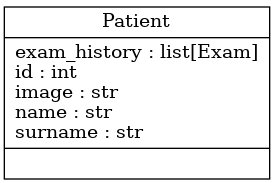 Patient
exam_history : list[Exam]
id : int
image : str
name : str
surname : str